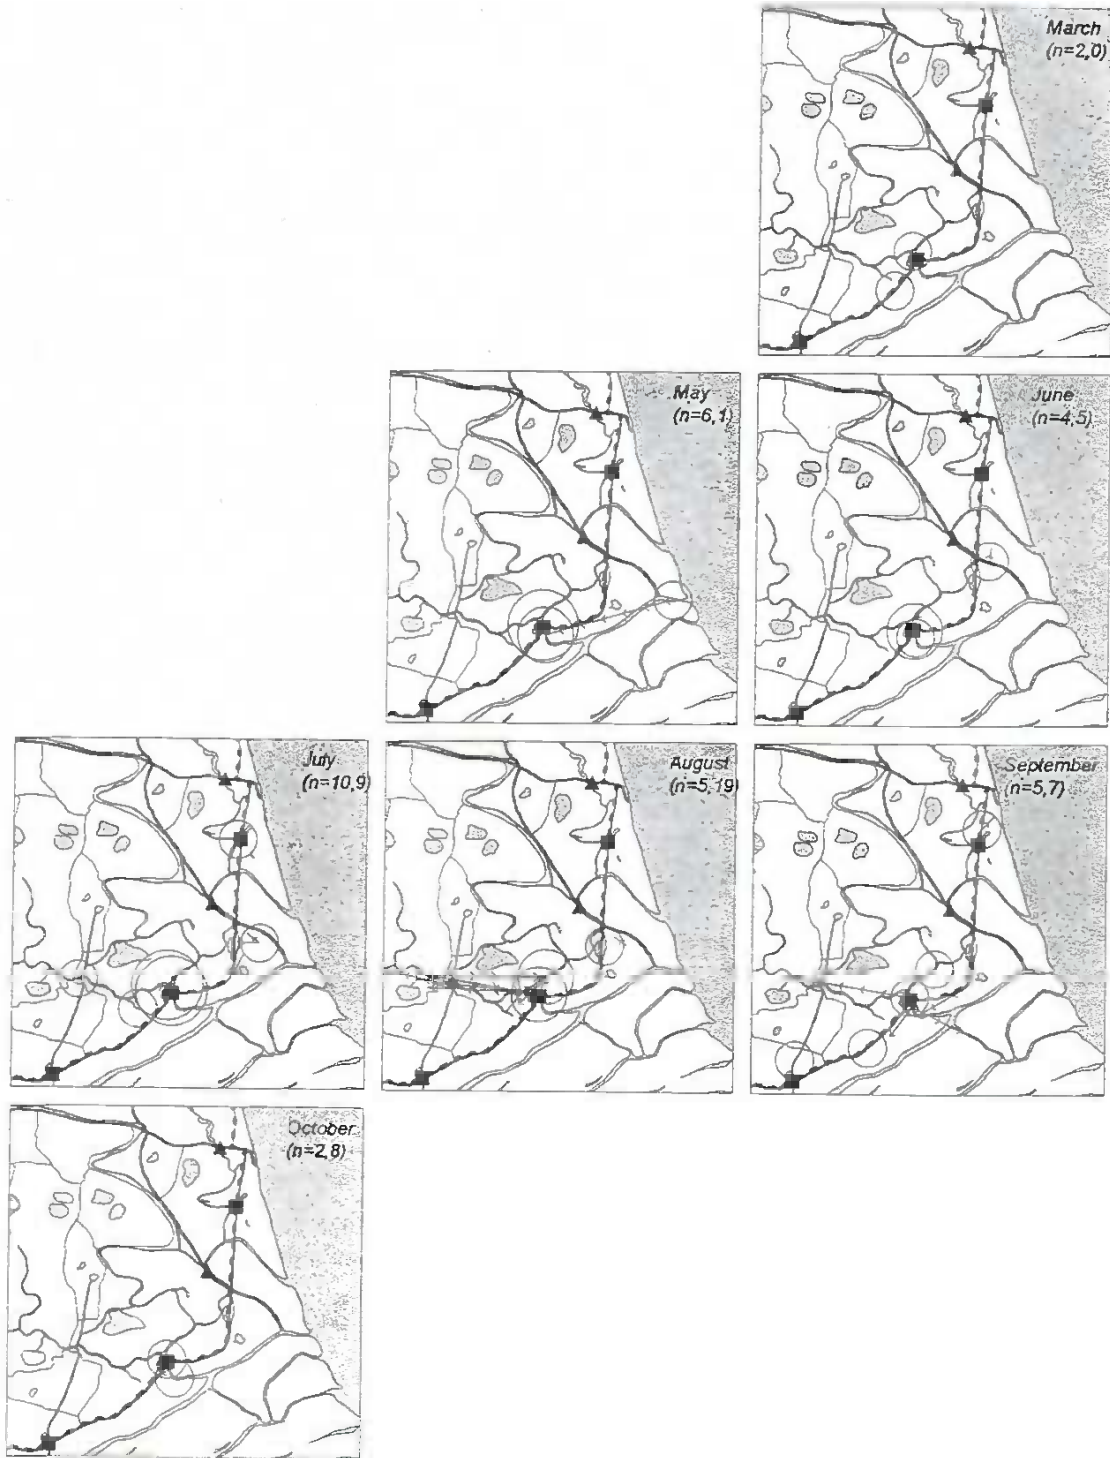 March
(n=2,0)
May
(n=6,1)
June
(n=4,5)
July
(n=10,9)
August
(n=5,19)
September
(n=5,7)
October
(n=2,8)